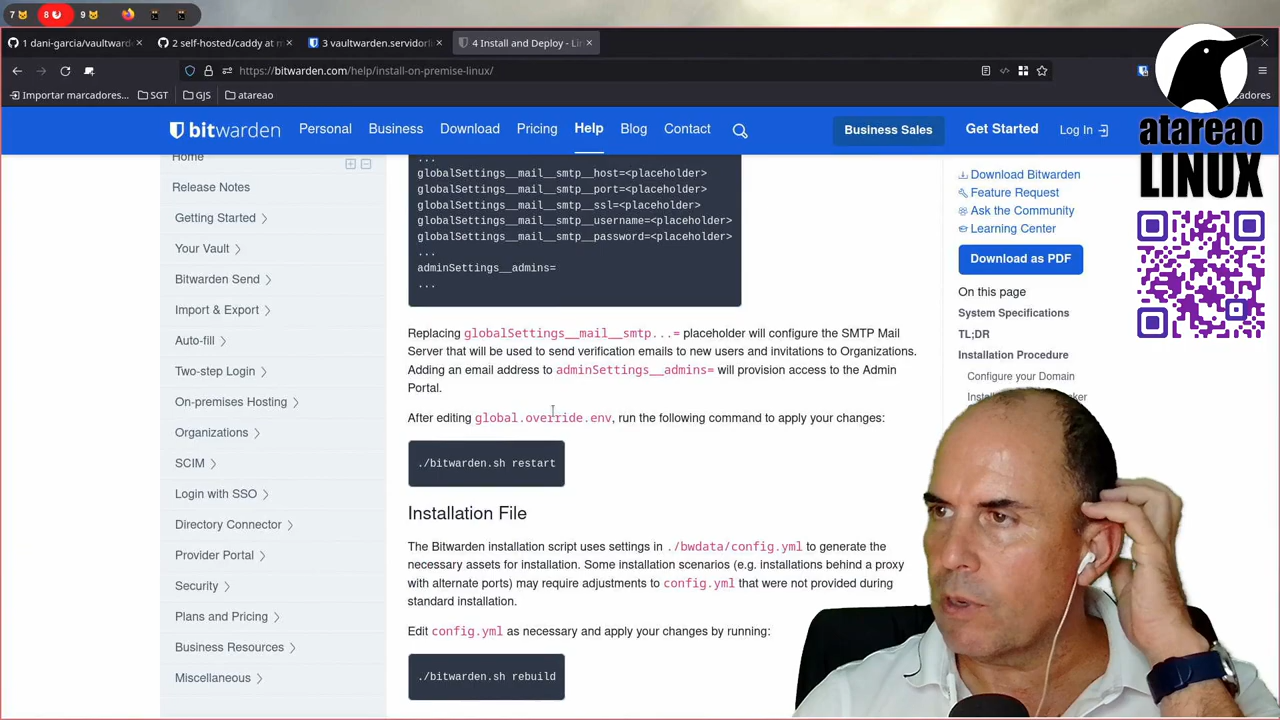 7
8
9
1 dani-garcia/vaultward
2 self-hosted/caddy at m
3 vaultwarden.servidorli
4 Install and Deploy - Lin
https://bitwarden.com/help/install-on-premise-linux/
Importar marcadores...
SGT
GJS
atareao
cadores
bitwarden
Personal
Business
Download
Pricing
Help
Blog
Contact
Business Sales
Get Started
Log In
atareao
LINUX
Home
Release Notes
Getting Started
Your Vault
Bitwarden Send
Import & Export
Auto-fill
Two-step Login
On-premises Hosting
Organizations
SCIM
Login with SSO
Directory Connector
Provider Portal
Security
Plans and Pricing
Business Resources
Miscellaneous
...
globalSettings__mail__smtp__host=<placeholder>
globalSettings__mail__smtp__port=<placeholder>
globalSettings__mail__smtp__ssl=<placeholder>
globalSettings__mail__smtp__username=<placeholder>
globalSettings__mail__smtp__password=<placeholder>
...
adminSettings__admins=
...
Replacing globalSettings__mail__smtp...= placeholder will configure the SMTP Mail
Server that will be used to send verification emails to new users and invitations to Organizations.
Adding an email address to adminSettings__admins= will provision access to the Admin
Portal.
After editing global.override.env, run the following command to apply your changes:
./bitwarden.sh restart
Installation File
The Bitwarden installation script uses settings in ./bwdata/config.yml to generate the
necessary assets for installation. Some installation scenarios (e.g. installations behind a proxy
with alternate ports) may require adjustments to config.yml that were not provided during
standard installation.
Edit config.yml as necessary and apply your changes by running:
./bitwarden.sh rebuild
Download Bitwarden
Feature Request
Ask the Community
Learning Center
Download as PDF
On this page
System Specifications
TL;DR
Installation Procedure
Configure your Domain